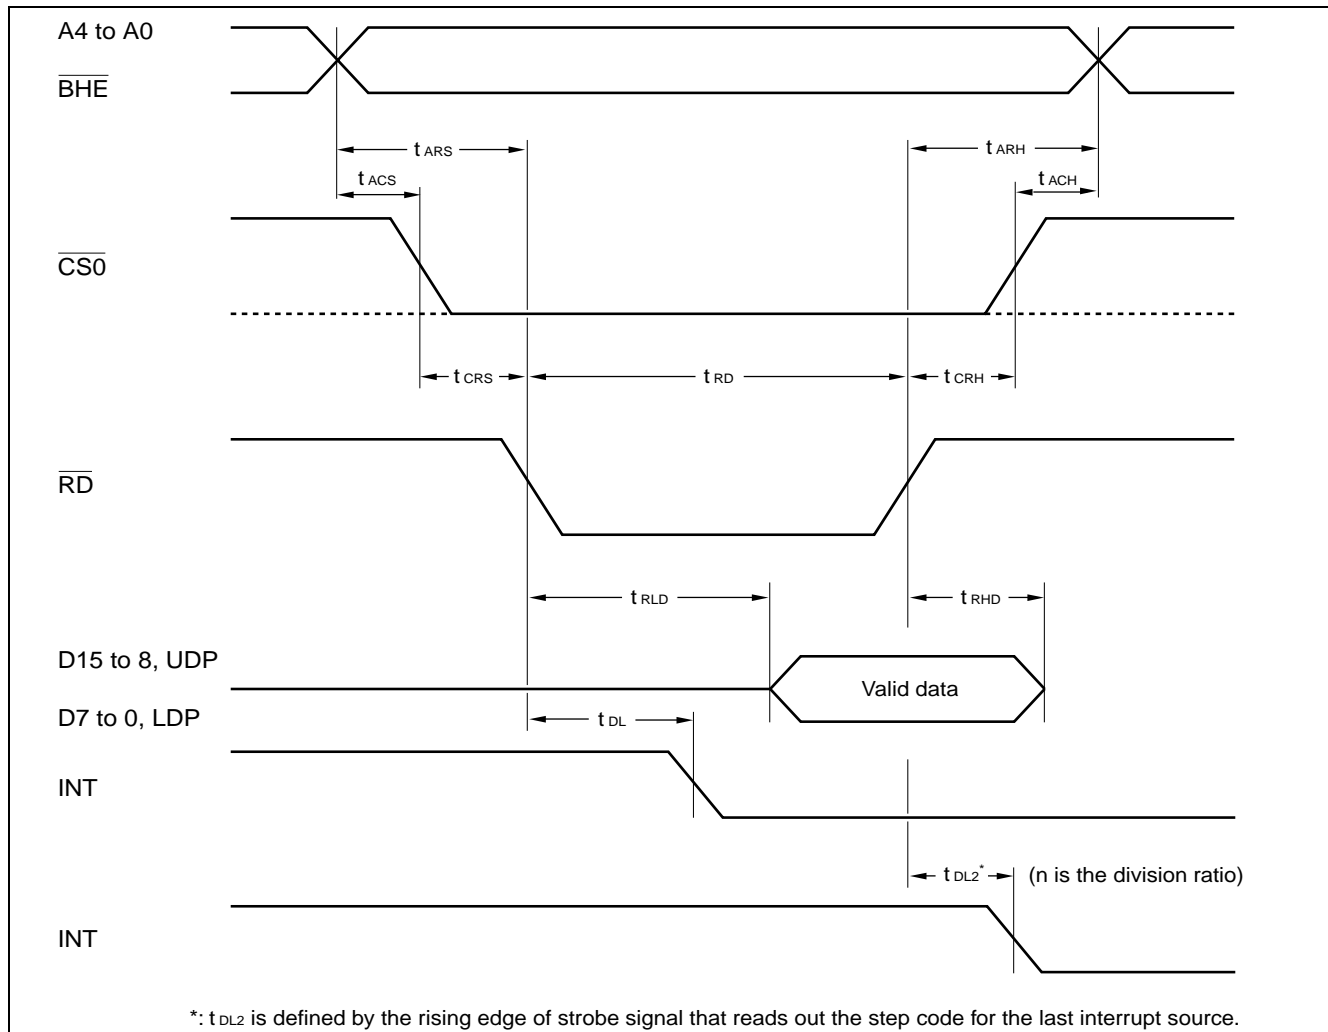 A4 to A0
BHE
t ARS
t ARH
t ACS
t ACH
CS0
t CRS
t RD
t CRH
RD
t RLD
t RHD
D15 to 8, UDP
Valid data
D7 to 0, LDP
t DL
INT
t DL2* (n is the division ratio)
INT
*: t DL2 is defined by the rising edge of strobe signal that reads out the step code for the last interrupt source.